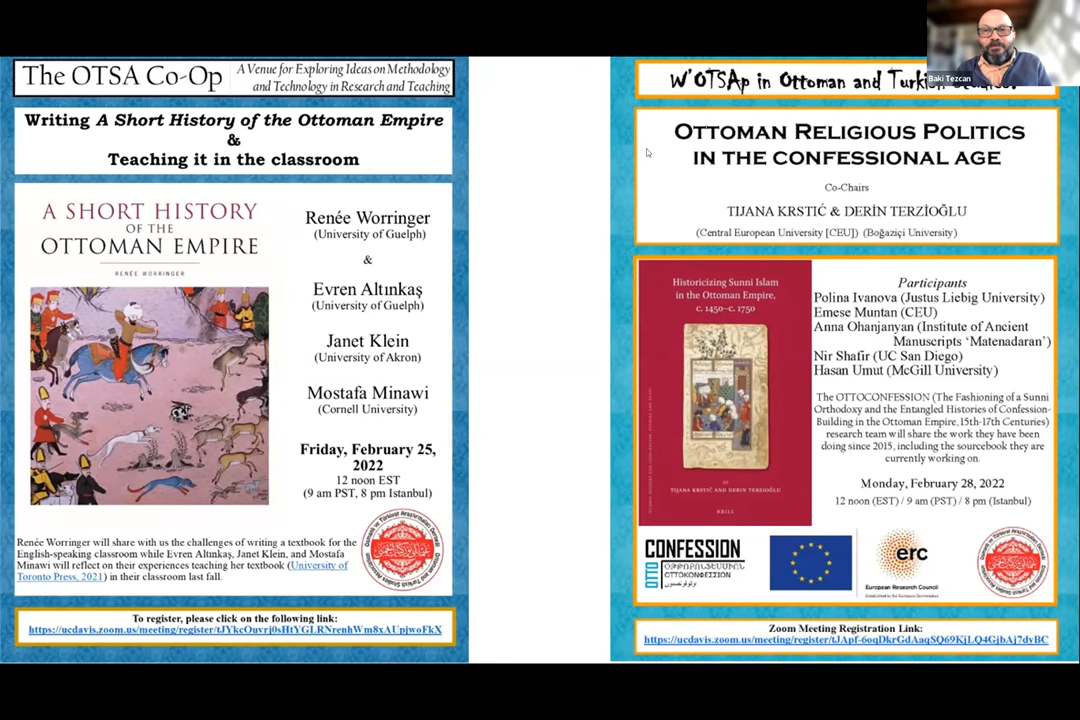 The OTSA Co-Op
A Venue for Exploring Ideas on Methodology
and Technology in Research and Teaching
Writing A Short History of the Ottoman Empire
&
Teaching it in the classroom
A SHORT HISTORY
OF THE
OTTOMAN EMPIRE
RENÉE WORRINGER
Renée Worringer
(University of Guelph)
&
Evren Altınkaş
(University of Guelph)
Janet Klein
(University of Akron)
Mostafa Minawi
(Cornell University)
Friday, February 25,
2022
12 noon EST
(9 am PST, 8 pm Istanbul)
Renée Worringer will share with us the challenges of writing a textbook for the
English-speaking classroom while Evren Altınkaş, Janet Klein, and Mostafa
Minawi will reflect on their experiences teaching her textbook (University of
Toronto Press, 2021) in their classroom last fall.
To register, please click on the following link:
https://ucdavis.zoom.us/meeting/register/tJYkcOuvrj0sHtYGLRNrenhWm8xAUpjwoFkX
Baki Tezcan
W'OTSAp in Ottoman and Turkish
OTTOMAN RELIGIOUS POLITICS
IN THE CONFESSIONAL AGE
Co-Chairs
TIJANA KRSTIĆ & DERİN TERZİOĞLU
(Central European University [CEU]) (Boğaziçi University)
Historicizing Sunni Islam
in the Ottoman Empire,
c. 1450–c. 1750
TIJANA KRSTIĆ AND DERIN TERZIOĞLU
BRILL
Participants
Polina Ivanova (Justus Liebig University)
Emese Muntan (CEU)
Anna Ohanjanyan (Institute of Ancient
Manuscripts ‘Matenadaran’)
Nir Shafir (UC San Diego)
Hasan Umut (McGill University)
The OTTOCONFESSION (The Fashioning of a Sunni
Orthodoxy and the Entangled Histories of Confession-
Building in the Ottoman Empire, 15th-17th Centuries)
research team will share the work they have been
doing since 2015, including the sourcebook they are
currently working on.
Monday, February 28, 2022
12 noon (EST) / 9 am (PST) / 8 pm (Istanbul)
CONFESSION
OTTO
ΟΤΤΟΚΟΝΦΕΣΣΙΟΝ
erc
European Research Council
Established by the European Commission
Zoom Meeting Registration Link:
https://ucdavis.zoom.us/meeting/register/tJApf-6oqDkrGdAaqSQ69KjLQ4GjbAj7dyBC